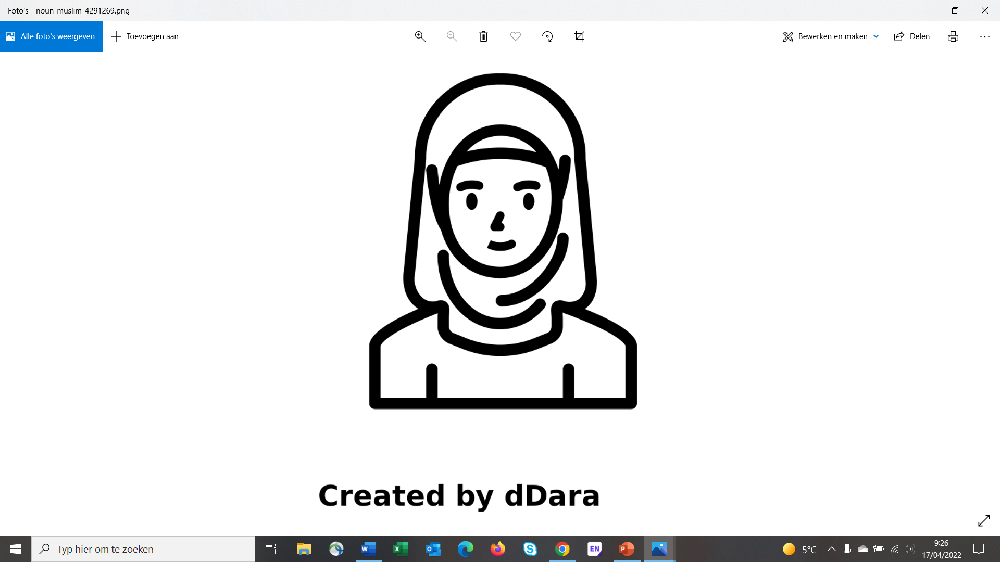 Foto's - noun-muslim-4291269.png
Alle foto's weergeven
Toevoegen aan
Bewerken en maken
Delen
Created by dDara
Typ hier om te zoeken
W
X
O
S
EN
P
5°C
9:26
17/04/2022